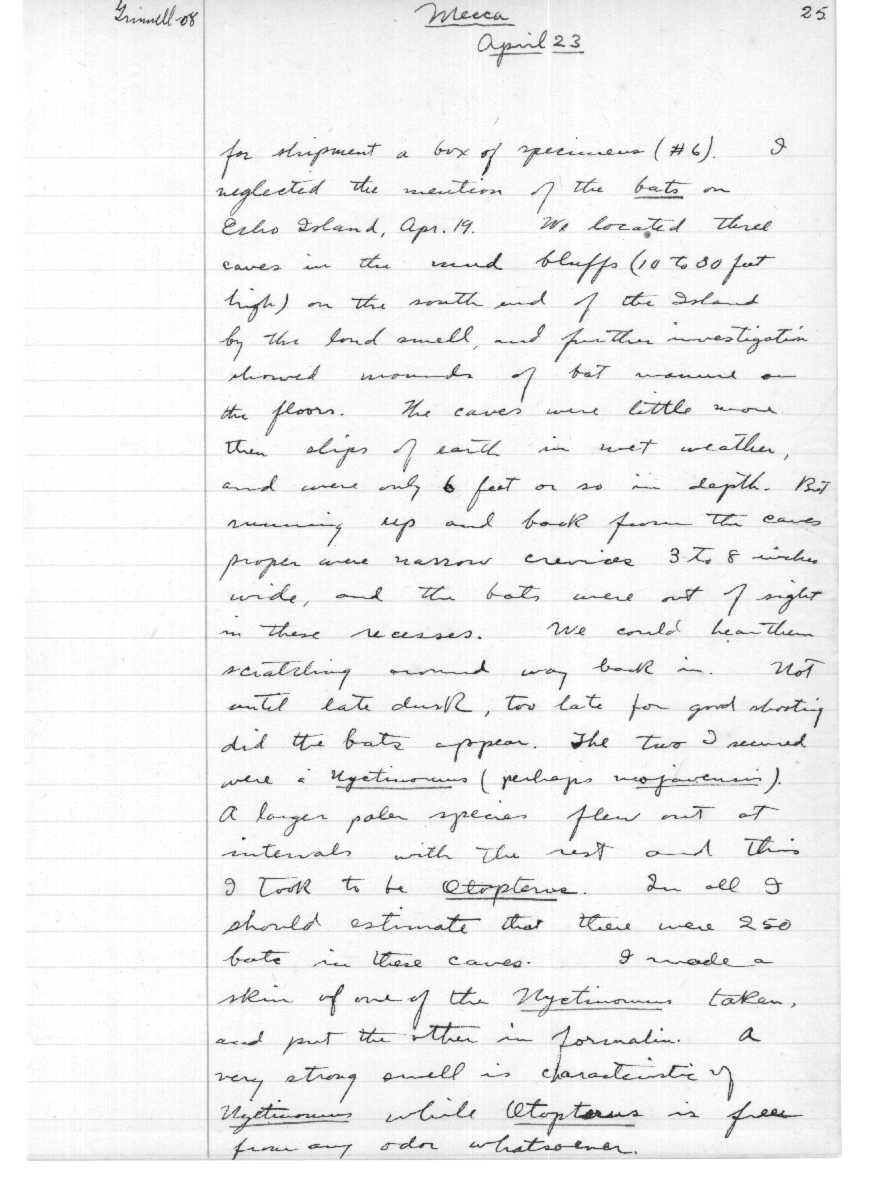 Grinnell-08
Mecca
25
April 23
for shipment a box of specimens (#6). I
neglected the mention of the bats on
Echo Island, Apr. 19. We located three
caves in the mud bluffs (10 to 30 feet
high) on the south end of the Island
by the loud smell, and further investigation
showed mounds of bat manure on
the floors. The caves were little more
then slips of earth in wet weather,
and were only 6 feet or so in depth. But
running up and back from the caves
proper were narrow crevices 3 to 8 inches
wide, and the bats were out of sight
in these recesses. We could hear them
scratching around way back in. Not
until late dusk, too late for good shooting
did the bats appear. The two I secured
were a Nyctinomus (perhaps mojavensis).
A larger paler species flew out at
intervals with the rest and this
I took to be Otopterus. In all I
should estimate that there were 250
bats in these caves. I made a
skin of one of the Nyctinomus taken,
and put the other in formalin. A
very strong smell is characteristic of
Nyctinomus while Otopterus is free
from any odor whatsoever.